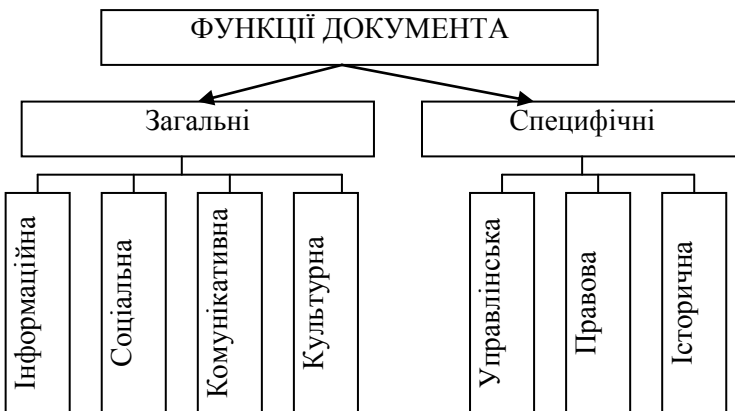 ФУНКЦІЇ ДОКУМЕНТА
Загальні
Специфічні
Інформаційна
Соціальна
Комунікативна
Культурна
Управлінська
Правова
Історична